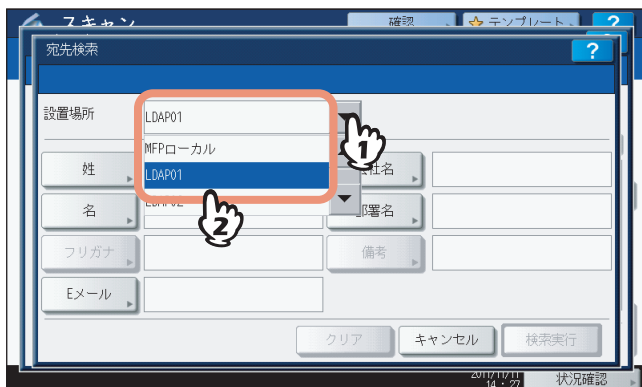 スキャン 確認 テンプレート ?
宛先検索 ?
設置場所 LDAP01
MFPローカル 1
姓 LDAP01 会社名
名 LDAP02 2 部署名
フリガナ 備考
Eメール
クリア キャンセル 検索実行
2011/11/11
14:27 状況確認